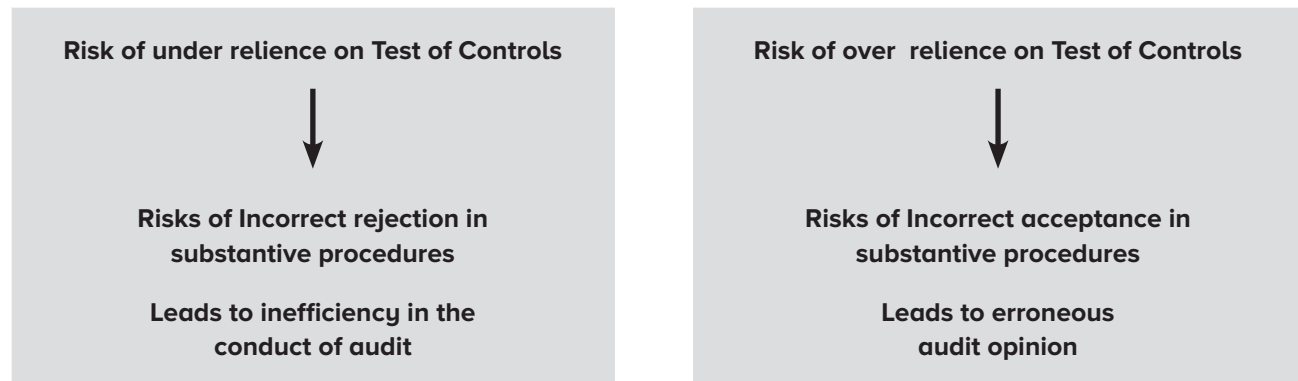 Risk of under relience on Test of Controls
Risks of Incorrect rejection in
substantive procedures
Leads to inefficiency in the
conduct of audit
Risk of over relience on Test of Controls
Risks of Incorrect acceptance in
substantive procedures
Leads to erroneous
audit opinion